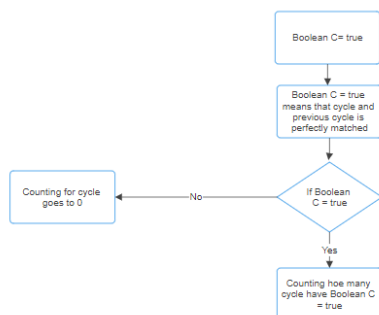 Boolean C= true
Boolean C = true
means that cycle and
previous cycle is
perfectly matched
If Boolean
C = true
No
Counting for cycle
goes to 0
Yes
Counting hoe many
cycle have Boolean C
= true